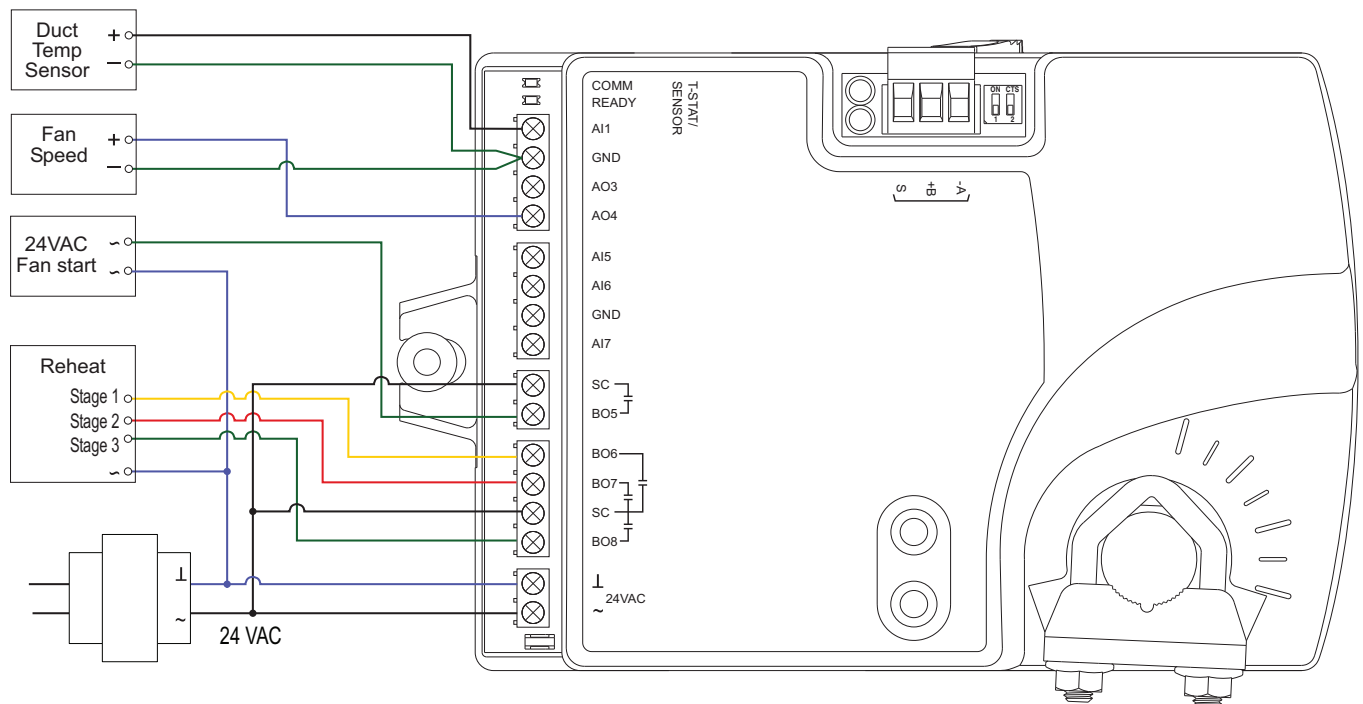 Duct
Temp
Sensor
+
−
Fan
Speed
+
−
24VAC
Fan start
~
~
Reheat
Stage 1
Stage 2
Stage 3
~
⊥
~
24 VAC
COMM
READY
T-STAT/
SENSOR
AI1
GND
AO3
AO4
AI5
AI6
GND
AI7
SC
BO5
BO6
BO7
SC
BO8
⊥
24VAC
~
ON CTS
1 2
S +B -A